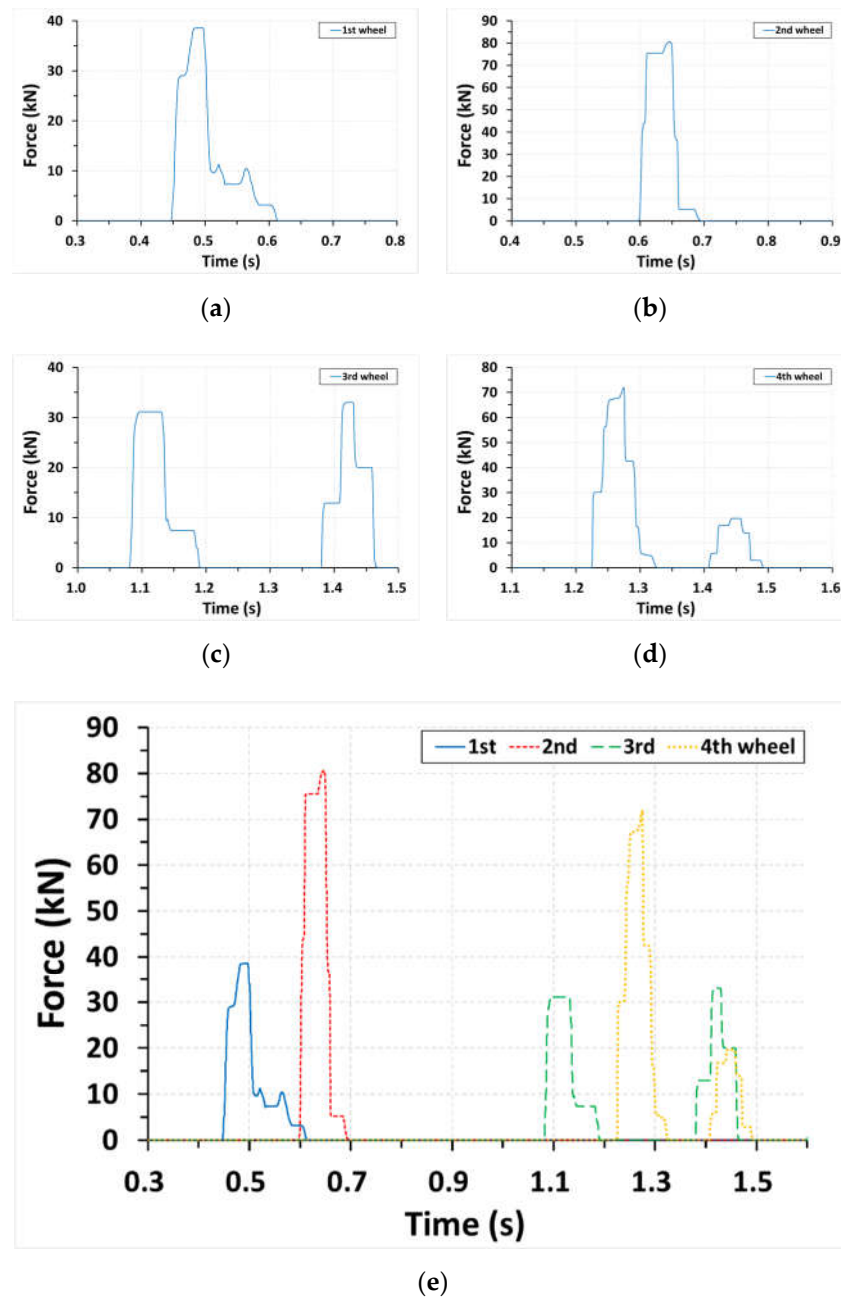 40
30
20
10
0
Force (kN)
1st wheel
0.3 0.4 0.5 0.6 0.7 0.8
Time (s)
(a)
90
80
70
60
50
40
30
20
10
0
Force (kN)
2nd wheel
0.4 0.5 0.6 0.7 0.8 0.9
Time (s)
(b)
40
30
20
10
0
Force (kN)
3rd wheel
1.0 1.1 1.2 1.3 1.4 1.5
Time (s)
(c)
80
70
60
50
40
30
20
10
0
Force (kN)
4th wheel
1.1 1.2 1.3 1.4 1.5 1.6
Time (s)
(d)
90
80
70
60
50
40
30
20
10
0
Force (kN)
1st 2nd 3rd 4th wheel
0.3 0.5 0.7 0.9 1.1 1.3 1.5
Time (s)
(e)